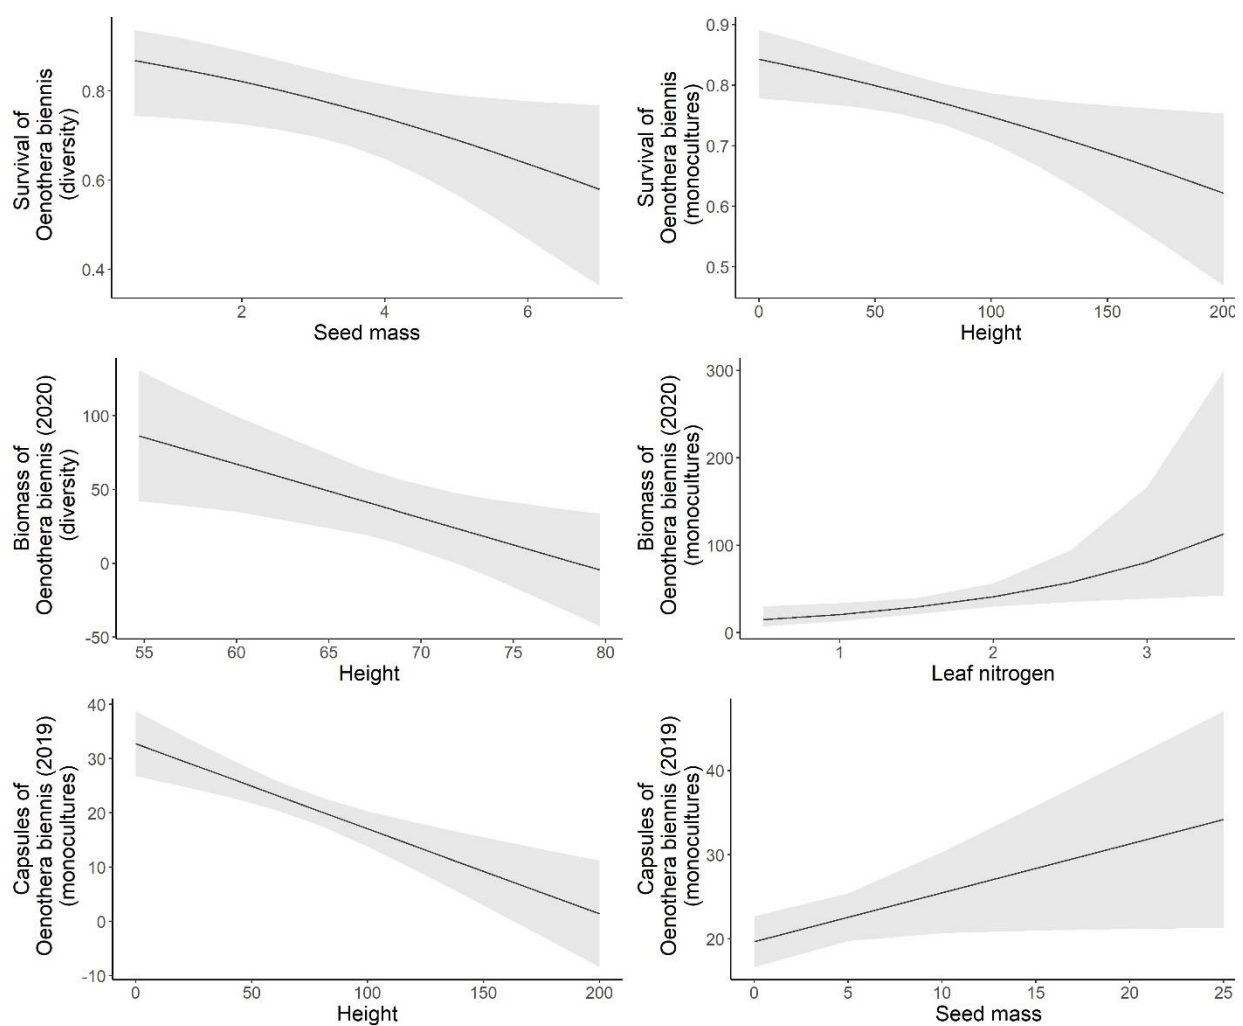 Survival of
Oenothera biennis
(diversity)
0.8
0.6
0.4
2
4
6
Seed mass
Survival of
Oenothera biennis
(monocultures)
0.9
0.8
0.7
0.6
0.5
0
50
100
150
200
Height
Biomass of
Oenothera biennis (2020)
(diversity)
100
50
0
-50
55
60
65
70
75
80
Height
Biomass of
Oenothera biennis (2020)
(monocultures)
300
200
100
0
1
2
3
Leaf nitrogen
Capsules of
Oenothera biennis (2019)
(monocultures)
40
30
20
10
0
-10
0
50
100
150
200
Height
Capsules of
Oenothera biennis (2019)
(monocultures)
40
30
20
0
5
10
15
20
25
Seed mass